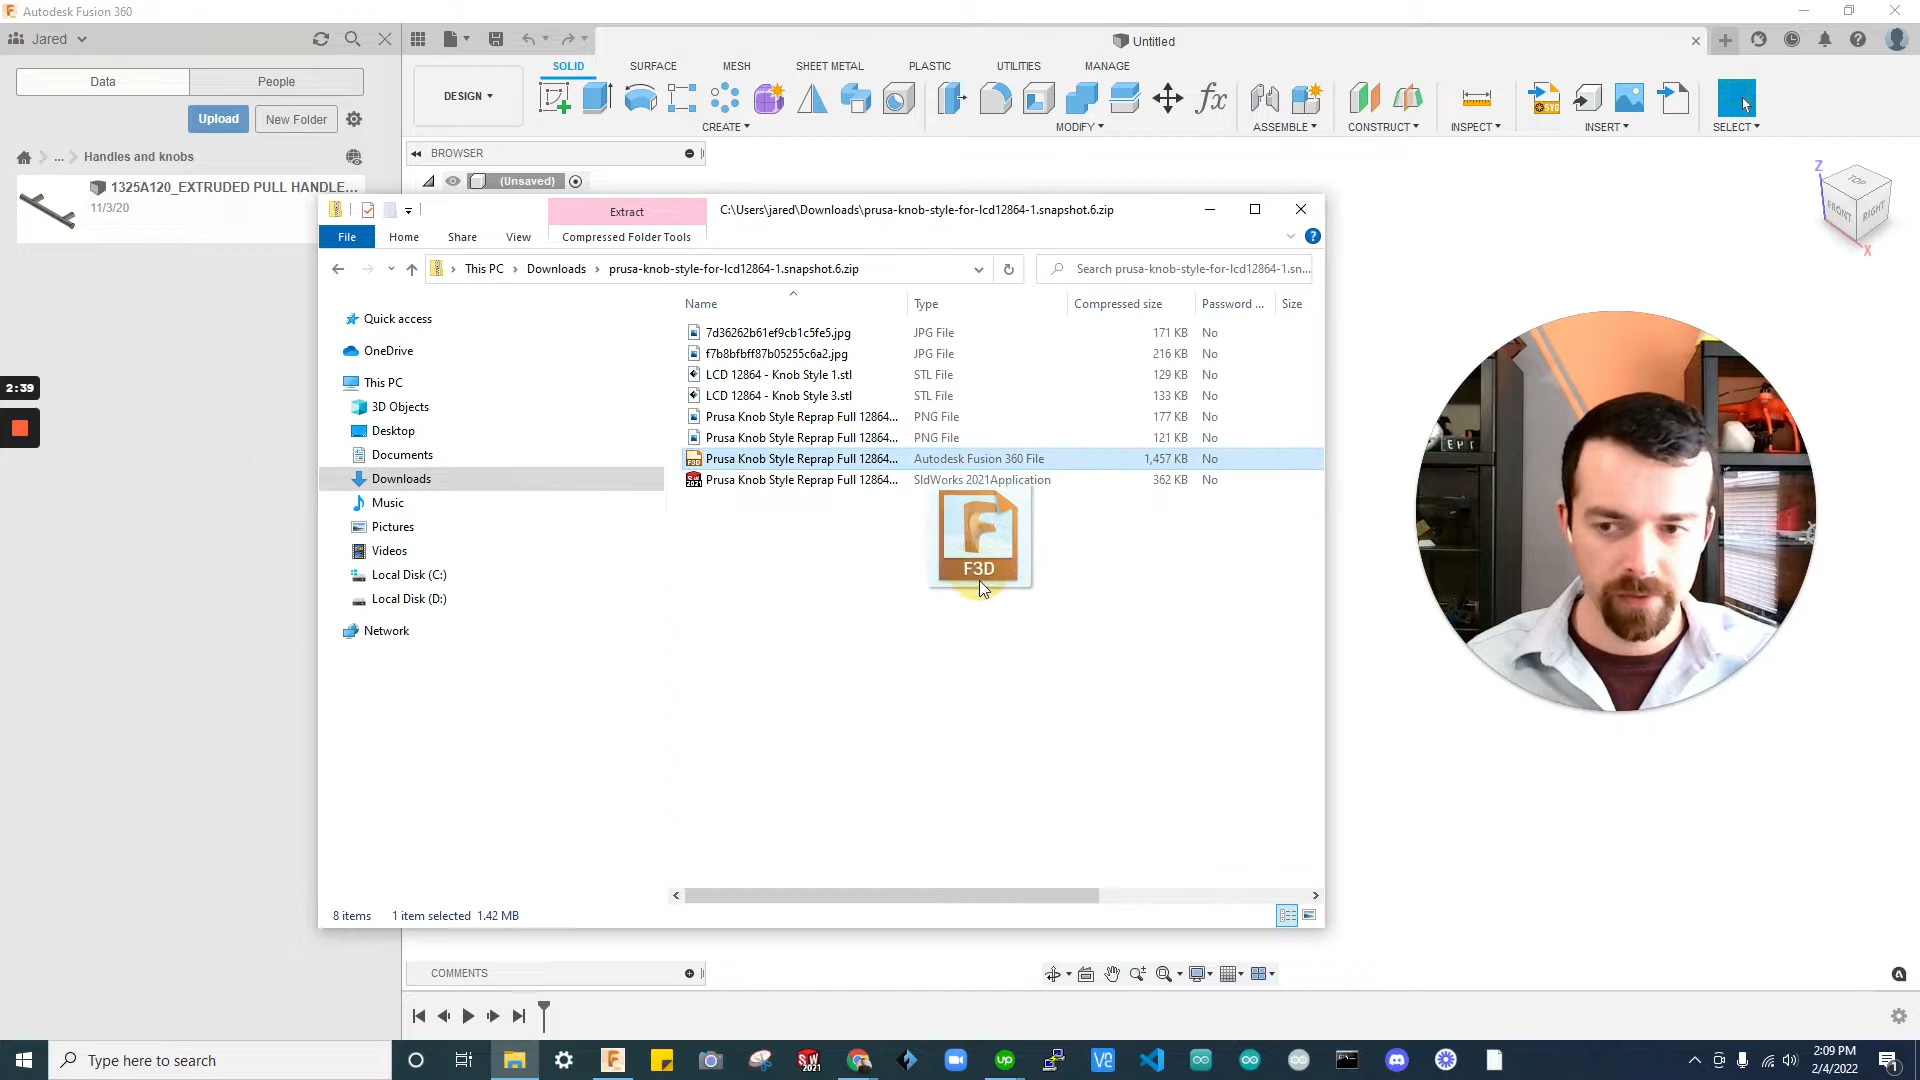 Autodesk Fusion 360
Jared
Untitled
Data
People
SOLID
SURFACE
MESH
SHEET METAL
PLASTIC
UTILITIES
MANAGE
DESIGN
Upload
New Folder
CREATE
MODIFY
ASSEMBLE
CONSTRUCT
INSPECT
SVG
INSERT
SELECT
Handles and knobs
BROWSER
1325A120_EXTRUDED PULL HANDLE...
11/3/20
(Unsaved)
Z
TOP
FRONT
RIGHT
X
Extract
C:\Users\jared\Downloads\prusa-knob-style-for-lcd12864-1.snapshot.6.zip
File
Home
Share
View
Compressed Folder Tools
This PC
Downloads
prusa-knob-style-for-lcd12864-1.snapshot.6.zip
Search prusa-knob-style-for-lcd12864-1.sn...
Name
Type
Compressed size
Password ...
Size
Quick access
OneDrive
This PC
3D Objects
Desktop
Documents
Downloads
Music
Pictures
Videos
Local Disk (C:)
Local Disk (D:)
Network
7d36262b61ef9cb1c5fe5.jpg JPG File 171 KB No
f7b8bfbff87b05255c6a2.jpg JPG File 216 KB No
LCD 12864 - Knob Style 1.stl STL File 129 KB No
LCD 12864 - Knob Style 3.stl STL File 133 KB No
Prusa Knob Style Reprap Full 12864... PNG File 177 KB No
Prusa Knob Style Reprap Full 12864... PNG File 121 KB No
Prusa Knob Style Reprap Full 12864... Autodesk Fusion 360 File 1,457 KB No
Prusa Knob Style Reprap Full 12864... SldWorks 2021Application 362 KB No
F3D
2:39
8 items 1 item selected 1.42 MB
COMMENTS
Type here to search
SW
2021
up
2:09 PM
2/4/2022
1